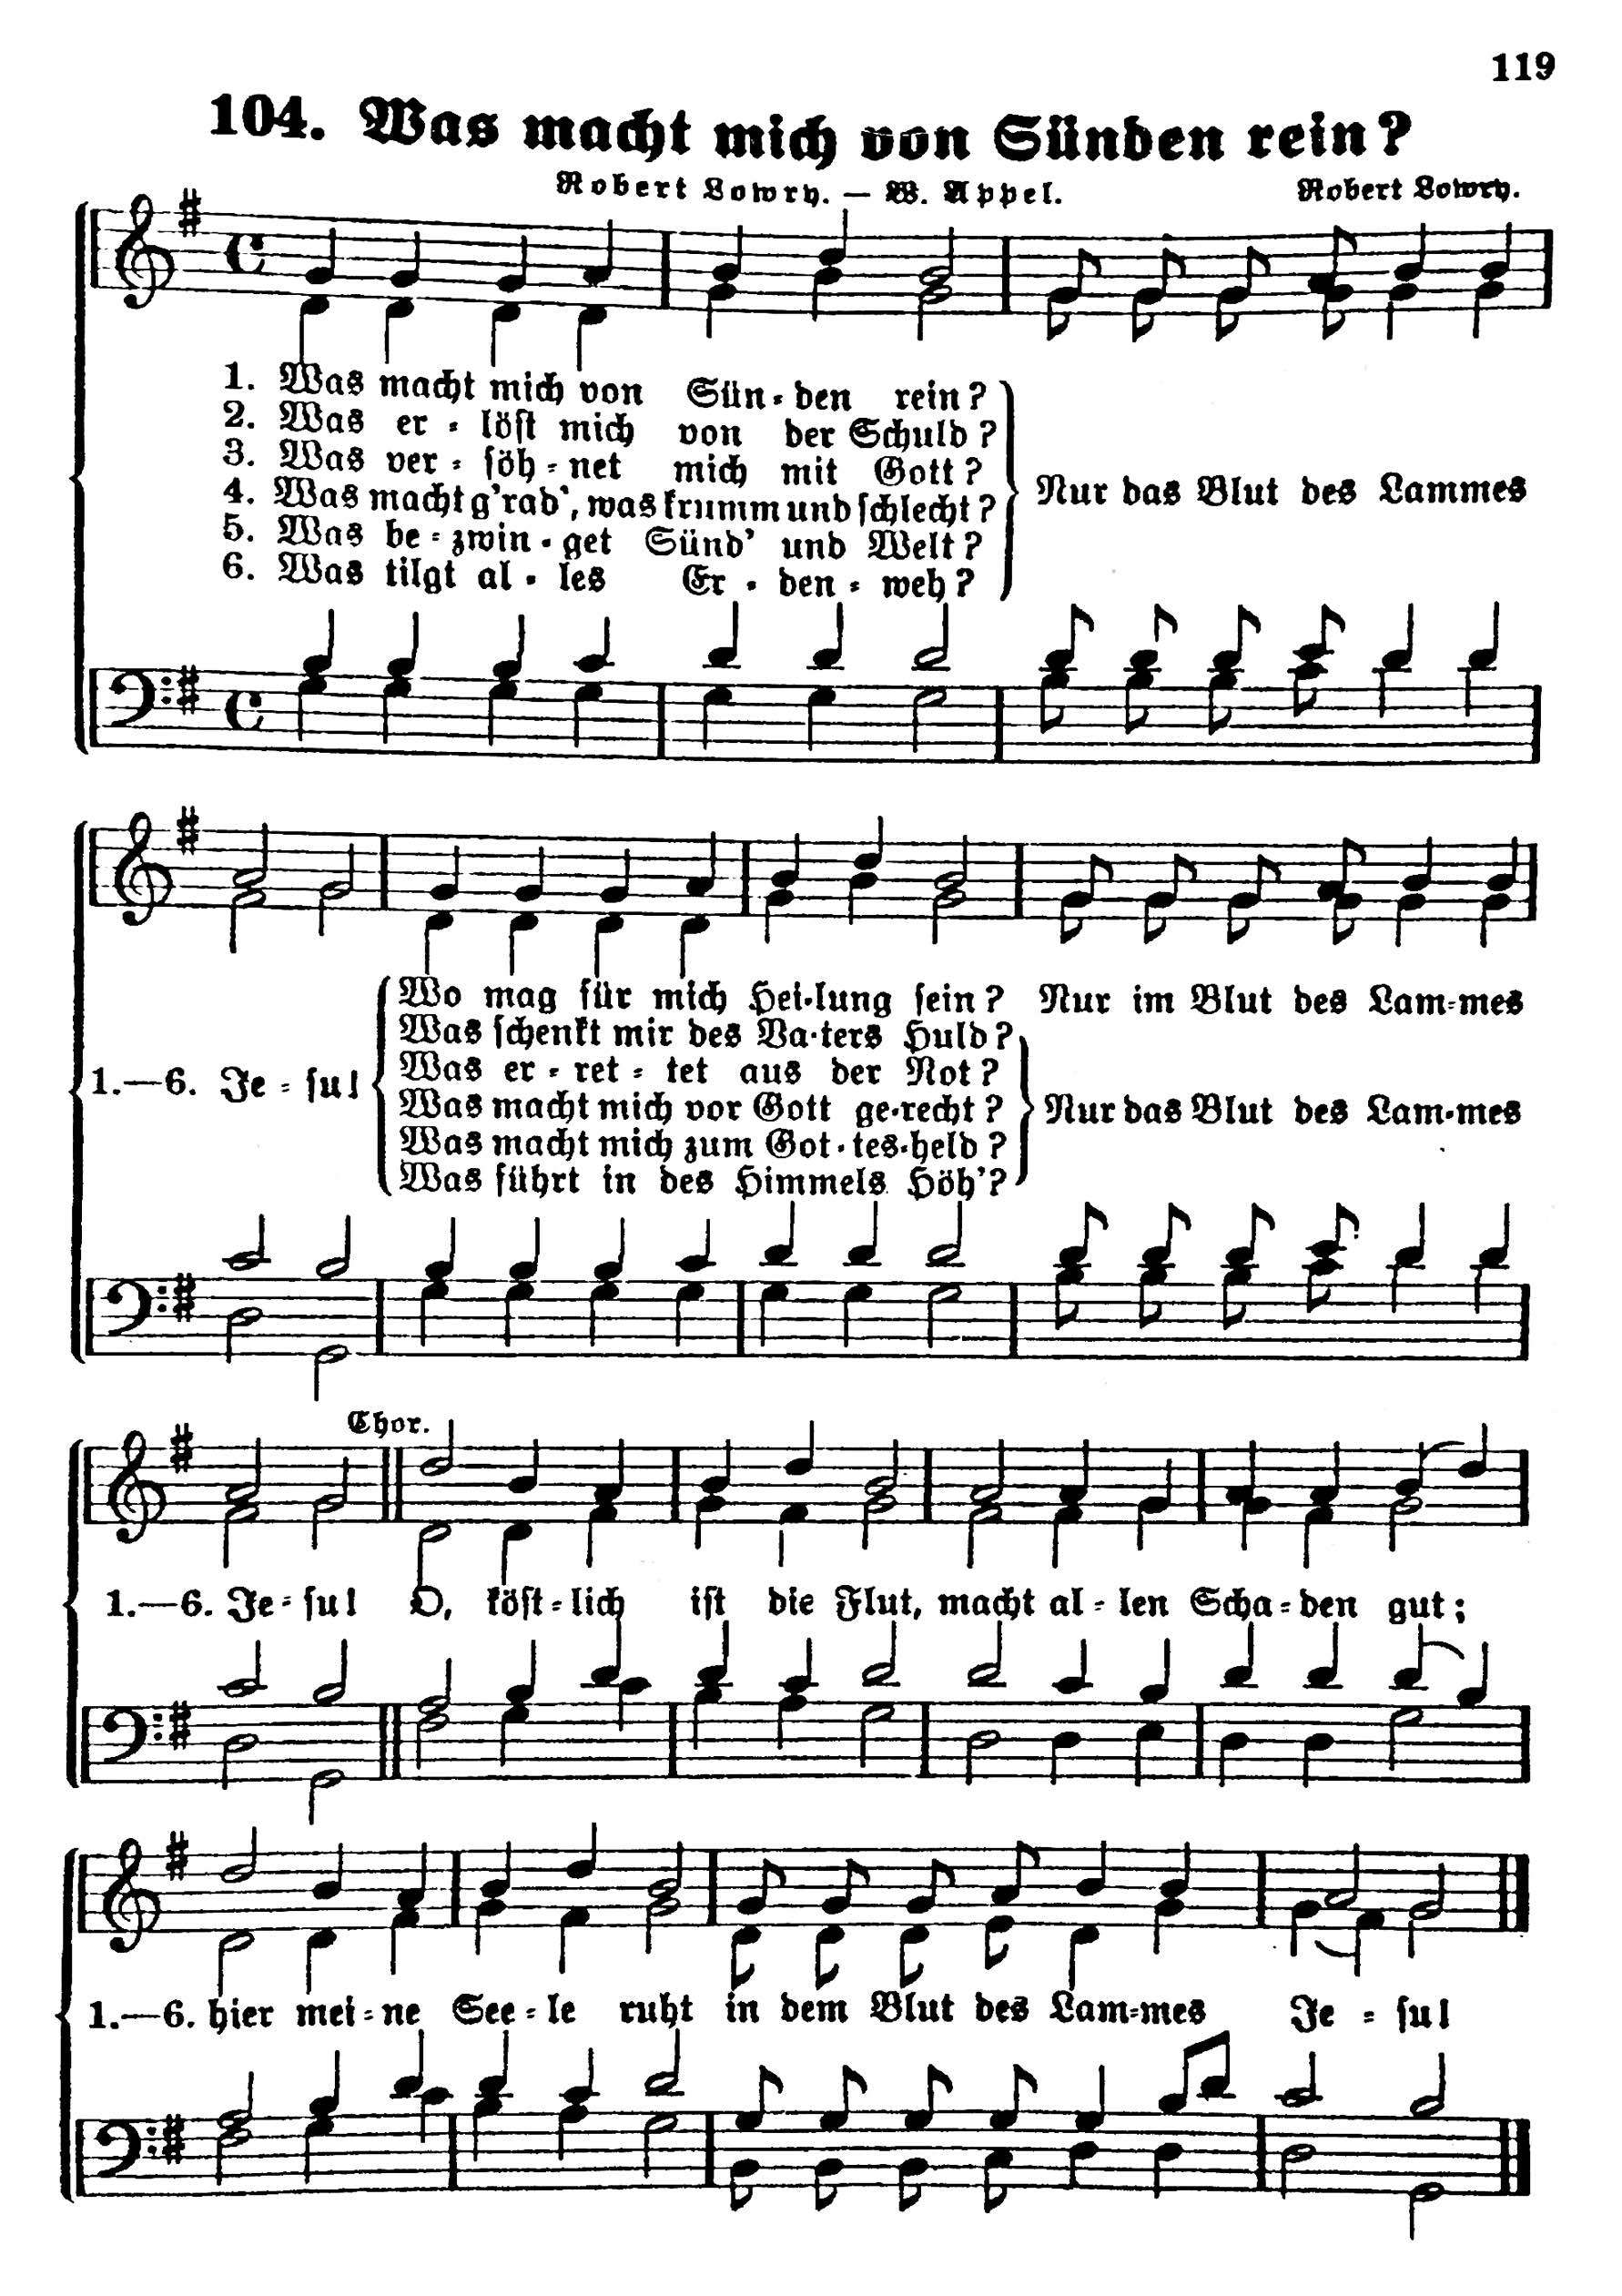 119
104. Was macht mich von Sünden rein?
Robert Lowry. — W. Appel. Robert Lowry.
1. Was macht mich von Sün-den rein?
2. Was er-löst mich von der Schuld?
3. Was ver-söh-net mich mit Gott?
4. Was macht g'rad', was krumm und schlecht?
5. Was be-zwin-get Sünd' und Welt?
6. Was tilgt al-les Er-den-weh?
Nur das Blut des Lammes
1.—6. Je-su!
Wo mag für mich Hei-lung sein? Nur im Blut des Lam-mes
Was schenkt mir des Va-ters Huld?
Was er-ret-tet aus der Not?
Was macht mich vor Gott ge-recht?
Was macht mich zum Got-tes-held?
Was führt in des Himmels Höh'?
Nur das Blut des Lam-mes
Chor.
1.—6. Je-su! O, köst-lich ist die Flut, macht al-len Scha-den gut;
1.—6. hier mei-ne See-le ruht in dem Blut des Lam-mes Je-su!